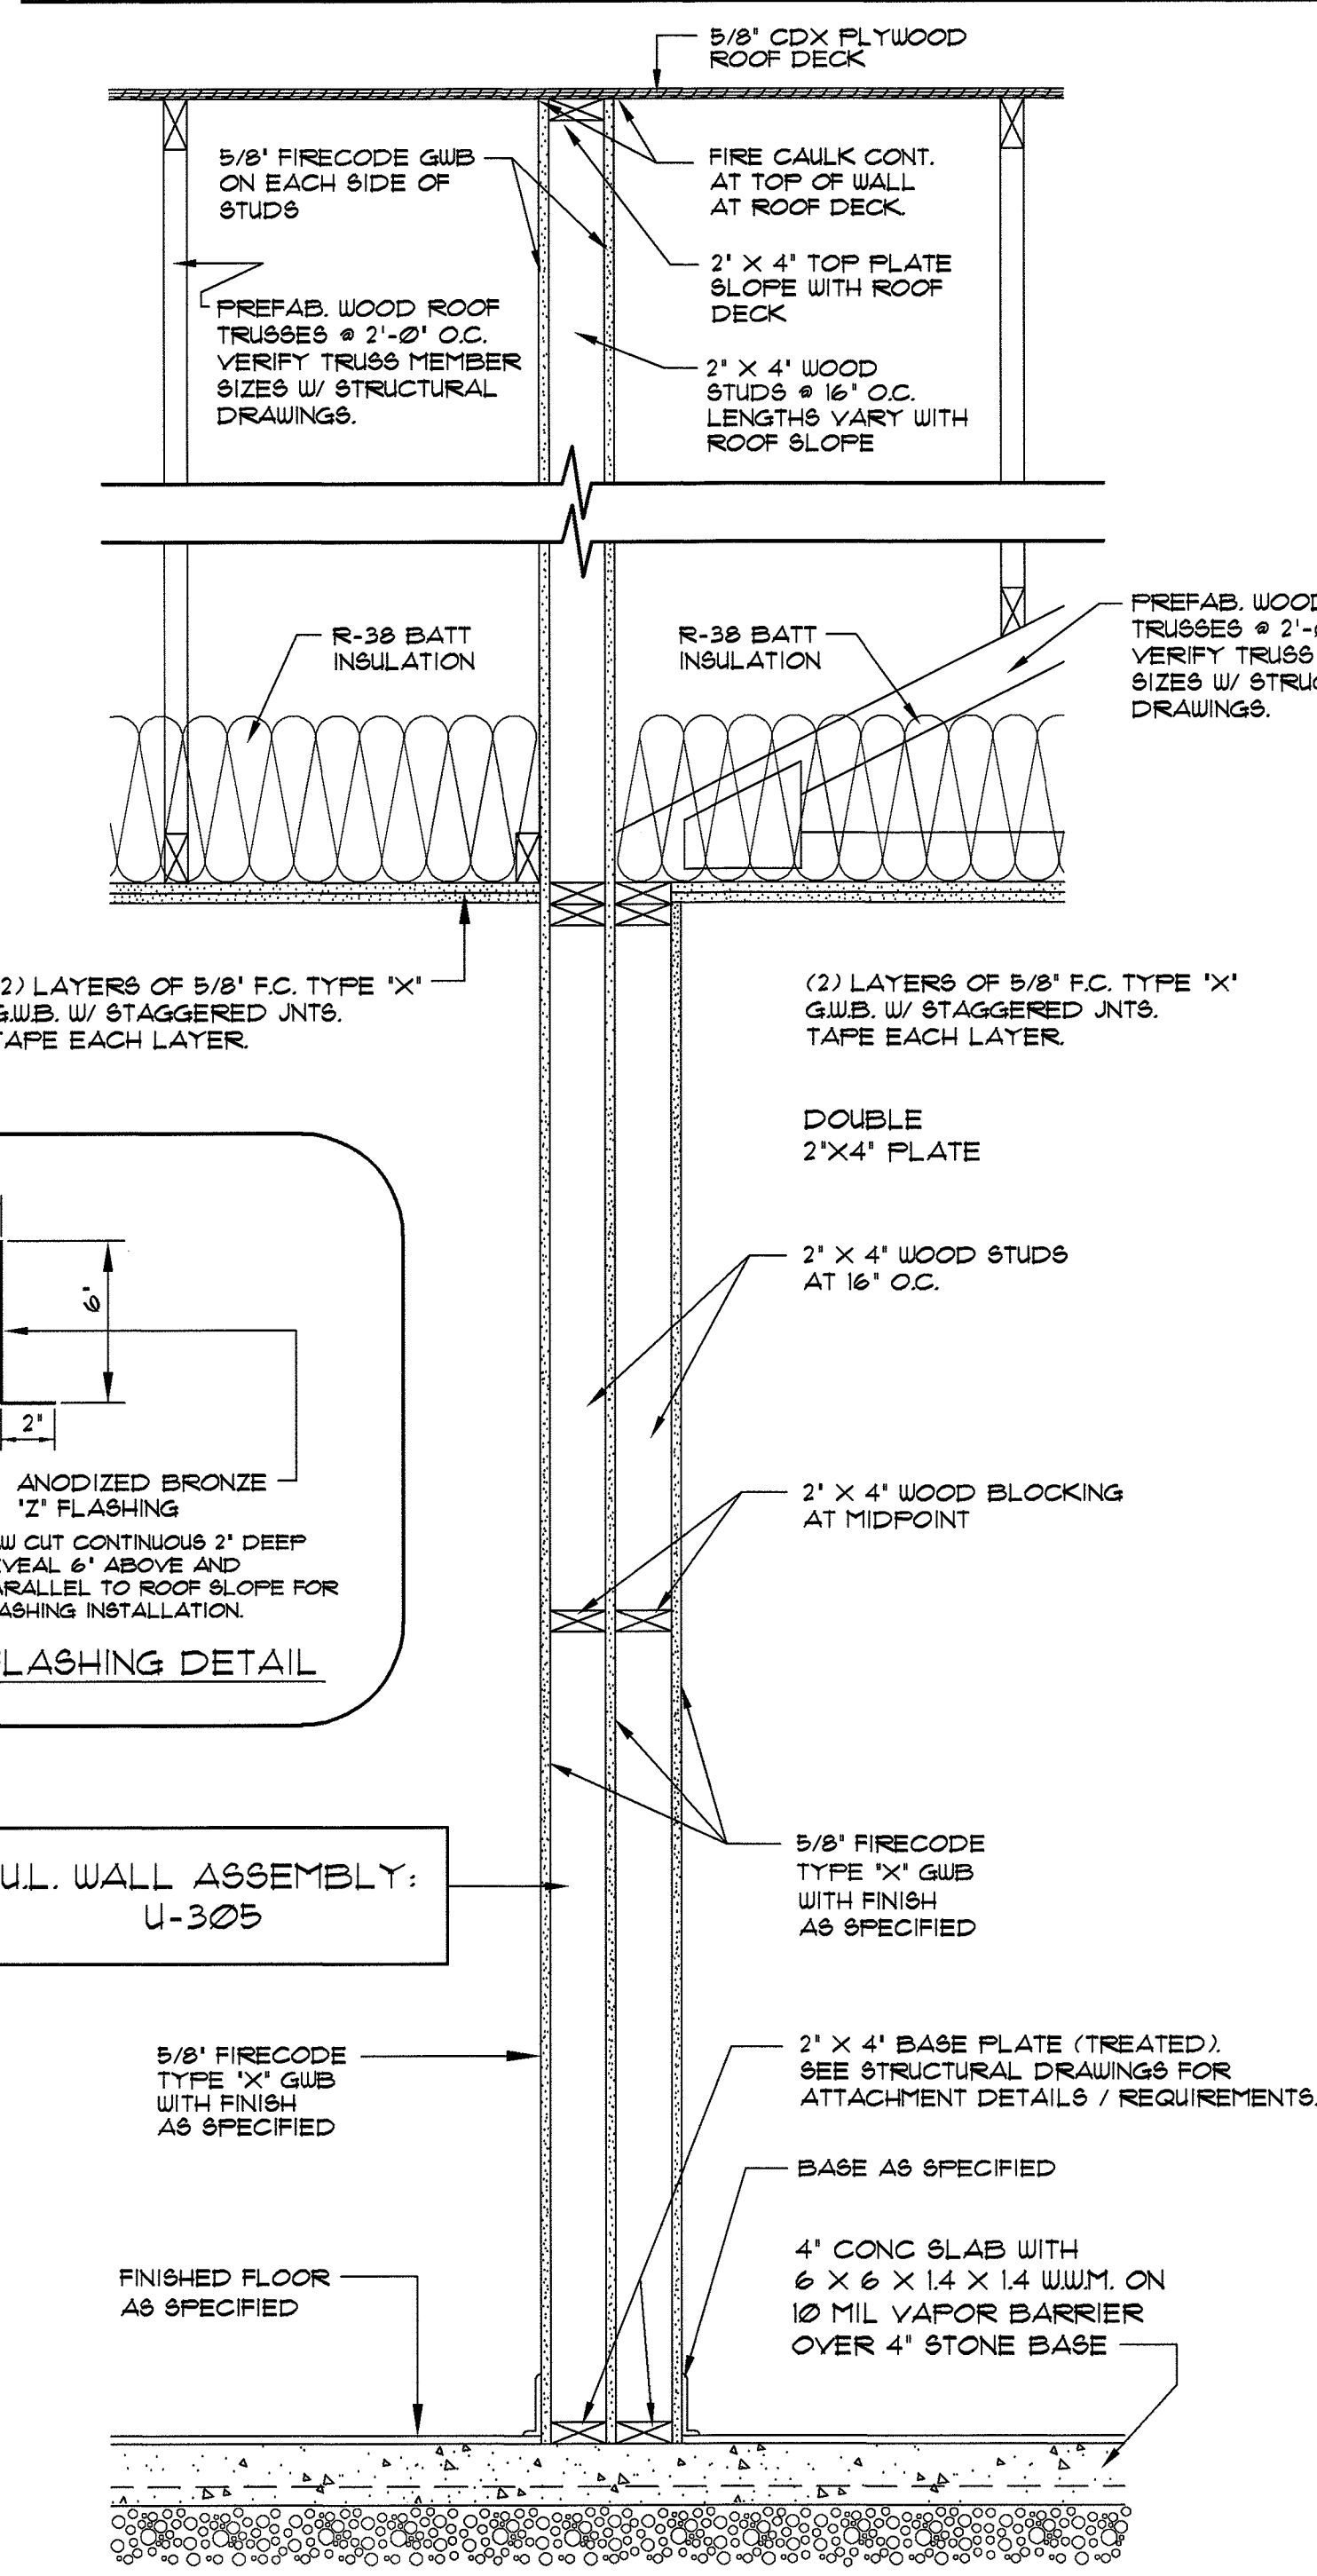 5/8" CDX PLYWOOD
ROOF DECK
5/8" FIRECODE GWB
ON EACH SIDE OF
STUDS
FIRE CAULK CONT.
AT TOP OF WALL
AT ROOF DECK.
2" X 4" TOP PLATE
SLOPE WITH ROOF
DECK
PREFAB. WOOD ROOF
TRUSSES @ 2'-0" O.C.
VERIFY TRUSS MEMBER
SIZES W/ STRUCTURAL
DRAWINGS.
2" X 4" WOOD
STUDS @ 16" O.C.
LENGTHS VARY WITH
ROOF SLOPE
R-38 BATT
INSULATION
R-38 BATT
INSULATION
PREFAB. WOOD
TRUSSES @ 2'-
VERIFY TRUSS
SIZES W/ STRUC
DRAWINGS.
2) LAYERS OF 5/8" F.C. TYPE "X"
G.W.B. W/ STAGGERED JNTS.
TAPE EACH LAYER.
(2) LAYERS OF 5/8" F.C. TYPE "X"
G.W.B. W/ STAGGERED JNTS.
TAPE EACH LAYER.
DOUBLE
2"X4" PLATE
6"
2"
ANODIZED BRONZE
"Z" FLASHING
AW CUT CONTINUOUS 2" DEEP
EVEAL 6" ABOVE AND
ARALLEL TO ROOF SLOPE FOR
ASHING INSTALLATION.
LASHING DETAIL
2" X 4" WOOD STUDS
AT 16" O.C.
2" X 4" WOOD BLOCKING
AT MIDPOINT
5/8" FIRECODE
TYPE "X" GWB
WITH FINISH
AS SPECIFIED
U.L. WALL ASSEMBLY:
U-305
5/8" FIRECODE
TYPE "X" GWB
WITH FINISH
AS SPECIFIED
2" X 4" BASE PLATE (TREATED).
SEE STRUCTURAL DRAWINGS FOR
ATTACHMENT DETAILS / REQUIREMENTS.
BASE AS SPECIFIED
FINISHED FLOOR
AS SPECIFIED
4" CONC SLAB WITH
6 X 6 X 1.4 X 1.4 W.W.M. ON
10 MIL VAPOR BARRIER
OVER 4" STONE BASE